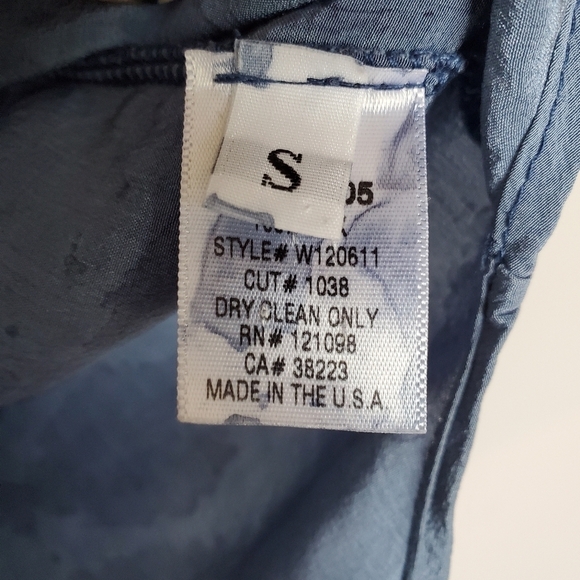 S
05
STYLE# W120611
CUT# 1038
DRY CLEAN ONLY
RN# 121098
CA# 38223
MADE IN THE U.S.A.